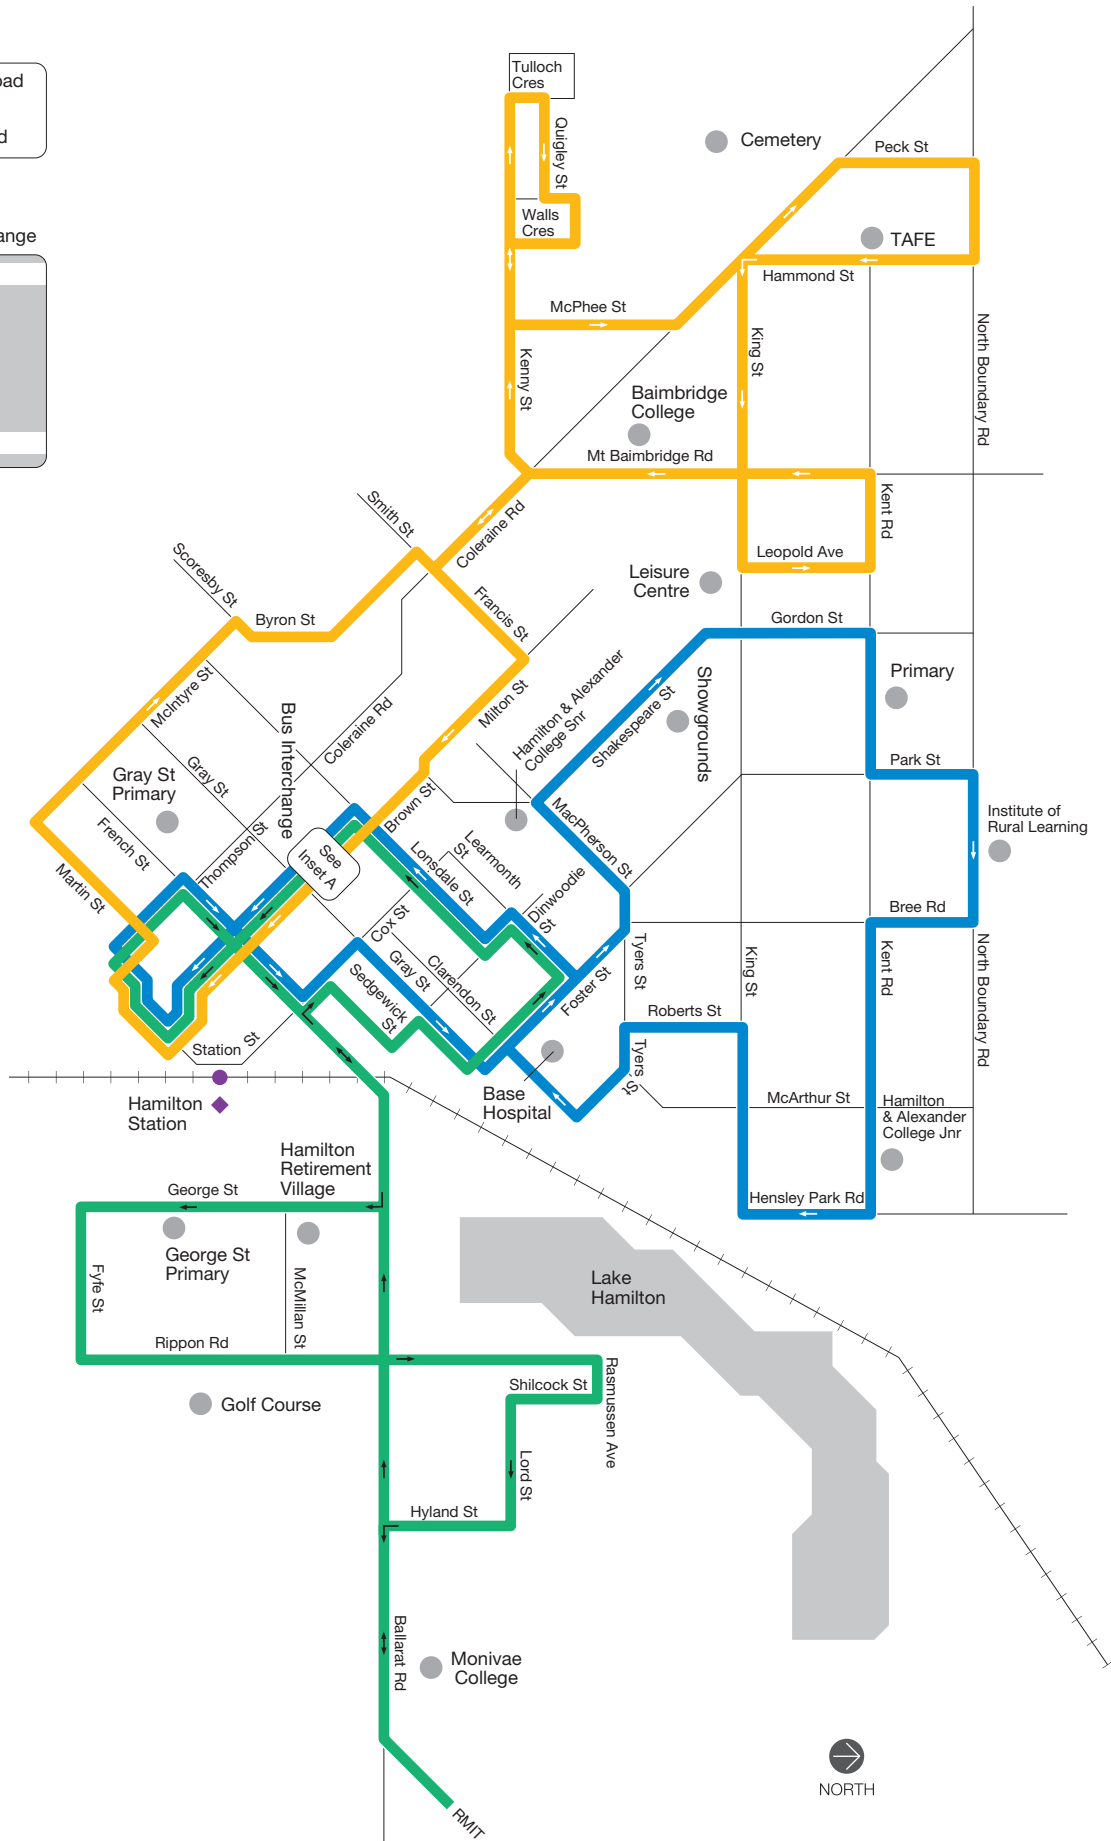 Tulloch
Cres
oad
d
Quigley St
Cemetery
Peck St
Walls
Cres
TAFE
ange
Hammond St
McPhee St
King St
North Boundary Rd
Kenny St
Baimbridge
College
Mt Baimbridge Rd
Smith St
Coleraine Rd
Kent Rd
Scoresby St
Leopold Ave
Leisure
Centre
Francis St
Byron St
Gordon St
McIntyre St
Milton St
Hamilton & Alexander
College Snr
Shakespeare St
Showgrounds
Primary
Bus Interchange
Coleraine Rd
Gray St
Gray St
Primary
Park St
French St
Thompson St
See
Inset A
Brown St
MacPherson St
Institute of
Rural Learning
Lonsdale St
Learmonth
St
Martin St
Dinwoodie
St
Bree Rd
Cox St
Gray St
Clarendon St
Sedgewick
St
Foster St
Tyers St
King St
Kent Rd
North Boundary Rd
Roberts St
Station St
Tyers
St
Base
Hospital
McArthur St
Hamilton
& Alexander
College Jnr
Hamilton
Station
Hamilton
Retirement
Village
George St
Hensley Park Rd
George St
Primary
Fyfe St
McMillan St
Lake
Hamilton
Rippon Rd
Shilcock St
Rasmussen Ave
Golf Course
Lord St
Hyland St
Ballarat Rd
Monivae
College
NORTH
RMIT